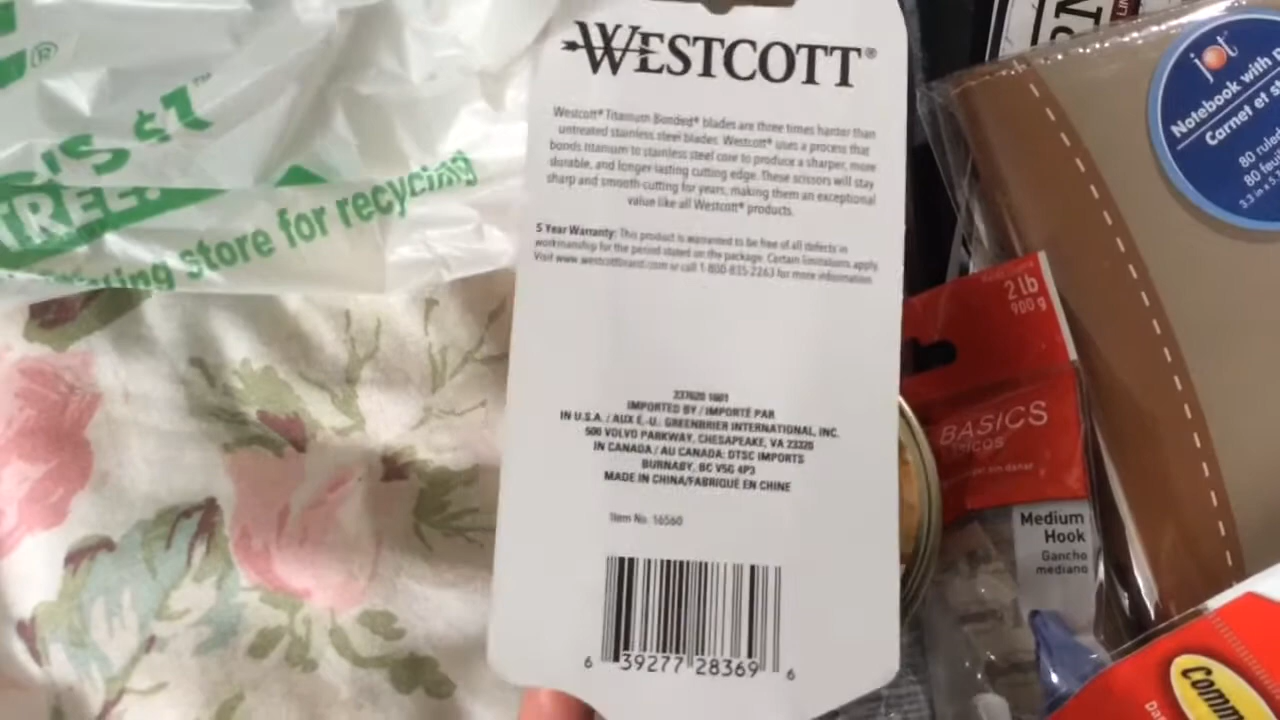 WESTCOTT®
Westcott® Titanium Bonded® blades are three times harder than
untreated stainless steel blades. Westcott® uses a process that
bonds titanium to stainless steel core to produce a sharper, more
durable, and longer-lasting cutting edge. These scissors will stay
sharp and smooth cutting for years, making them an exceptional
value like all Westcott® products.
5 Year Warranty: This product is warranted to be free of all defects in
workmanship for the period stated on the package. Certain limitations apply.
Visit www.westcottbrand.com or call 1-800-835-2263 for more information.
237620 1601
IMPORTED BY / IMPORTÉ PAR
IN U.S.A. / AUX É.-U.: GREENBRIER INTERNATIONAL, INC.
500 VOLVO PARKWAY, CHESAPEAKE, VA 23320
IN CANADA / AU CANADA: DTSC IMPORTS
BURNABY, BC V5G 4P3
MADE IN CHINA/FABRIQUÉ EN CHINE
Item No. 16560
6 39277 28369 6
®
'S $1™
TREE
store for recycling
jot™
Notebook with
Carnet et
80
80
2 lb
900 g
BASICS
Medium
Hook
Gancho
mediano